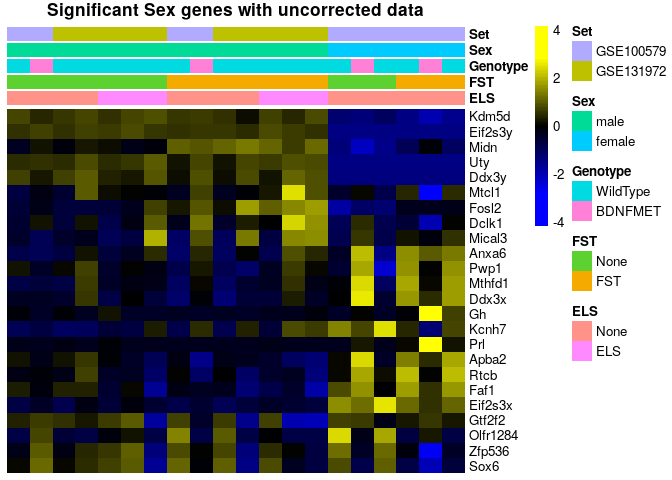 Significant Sex genes with uncorrected data
Set
Sex
Genotype
FST
ELS
Kdm5d
Eif2s3y
Midn
Uty
Ddx3y
Mtcl1
Fosl2
Dclk1
Mical3
Anxa6
Pwp1
Mthfd1
Ddx3x
Gh
Kcnh7
Prl
Apba2
Rtcb
Faf1
Eif2s3x
Gtf2f2
Olfr1284
Zfp536
Sox6
4
2
0
-2
-4
Set
GSE100579
GSE131972
Sex
male
female
Genotype
WildType
BDNFMET
FST
None
FST
ELS
None
ELS